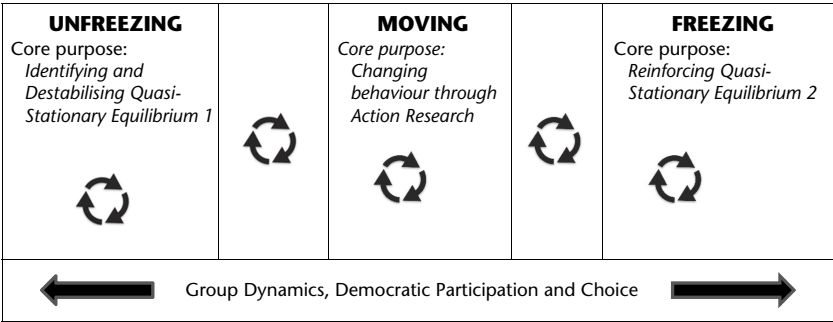 UNFREEZING
Core purpose:
Identifying and
Destabilising Quasi-
Stationary Equilibrium 1
MOVING
Core purpose:
Changing
behaviour through
Action Research
FREEZING
Core purpose:
Reinforcing Quasi-
Stationary Equilibrium 2
Group Dynamics, Democratic Participation and Choice